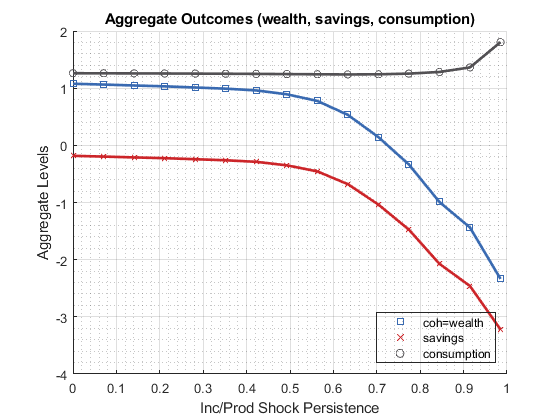 Aggregate Outcomes (wealth, savings, consumption)
2
1
0
-1
-2
-3
-4
Aggregate Levels
coh=wealth
savings
consumption
0 0.1 0.2 0.3 0.4 0.5 0.6 0.7 0.8 0.9 1
Inc/Prod Shock Persistence